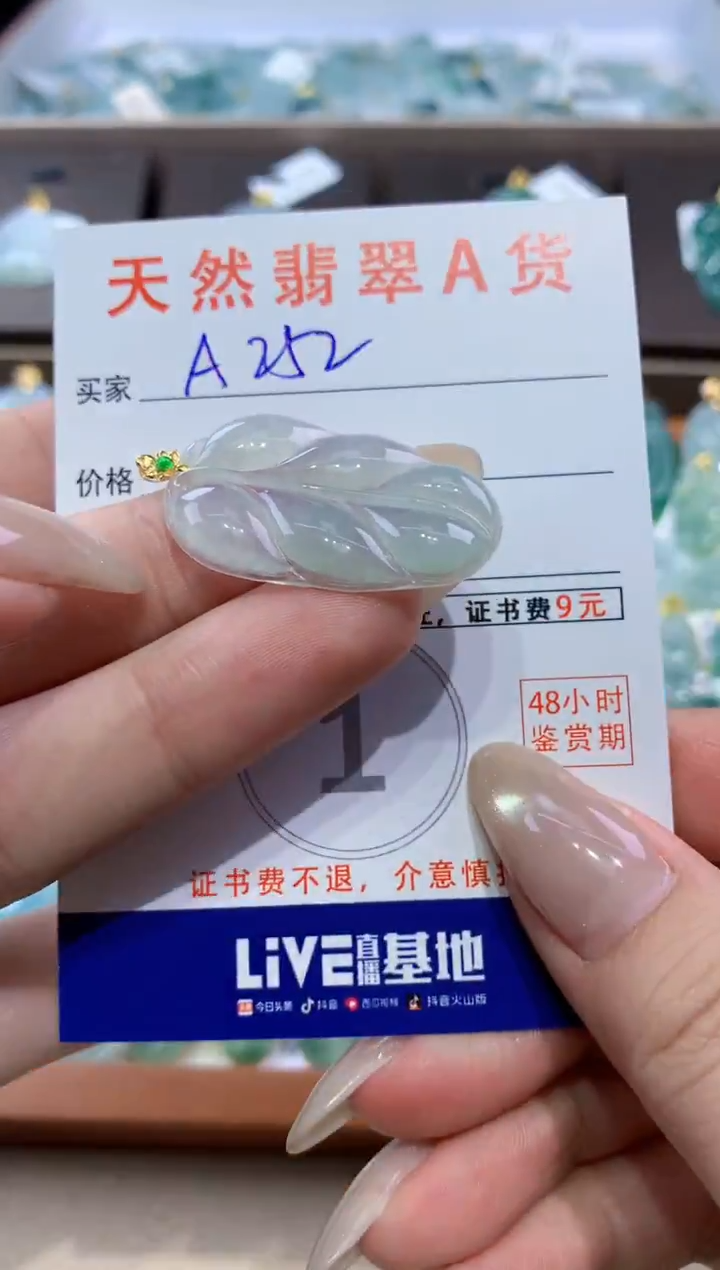 天然翡翠A货
买家 A252
价格
证书费9元
1
48小时
鉴赏期
证书费不退，介意慎
LiVE直播基地
今日头条 抖音 西瓜视频 抖音火山版